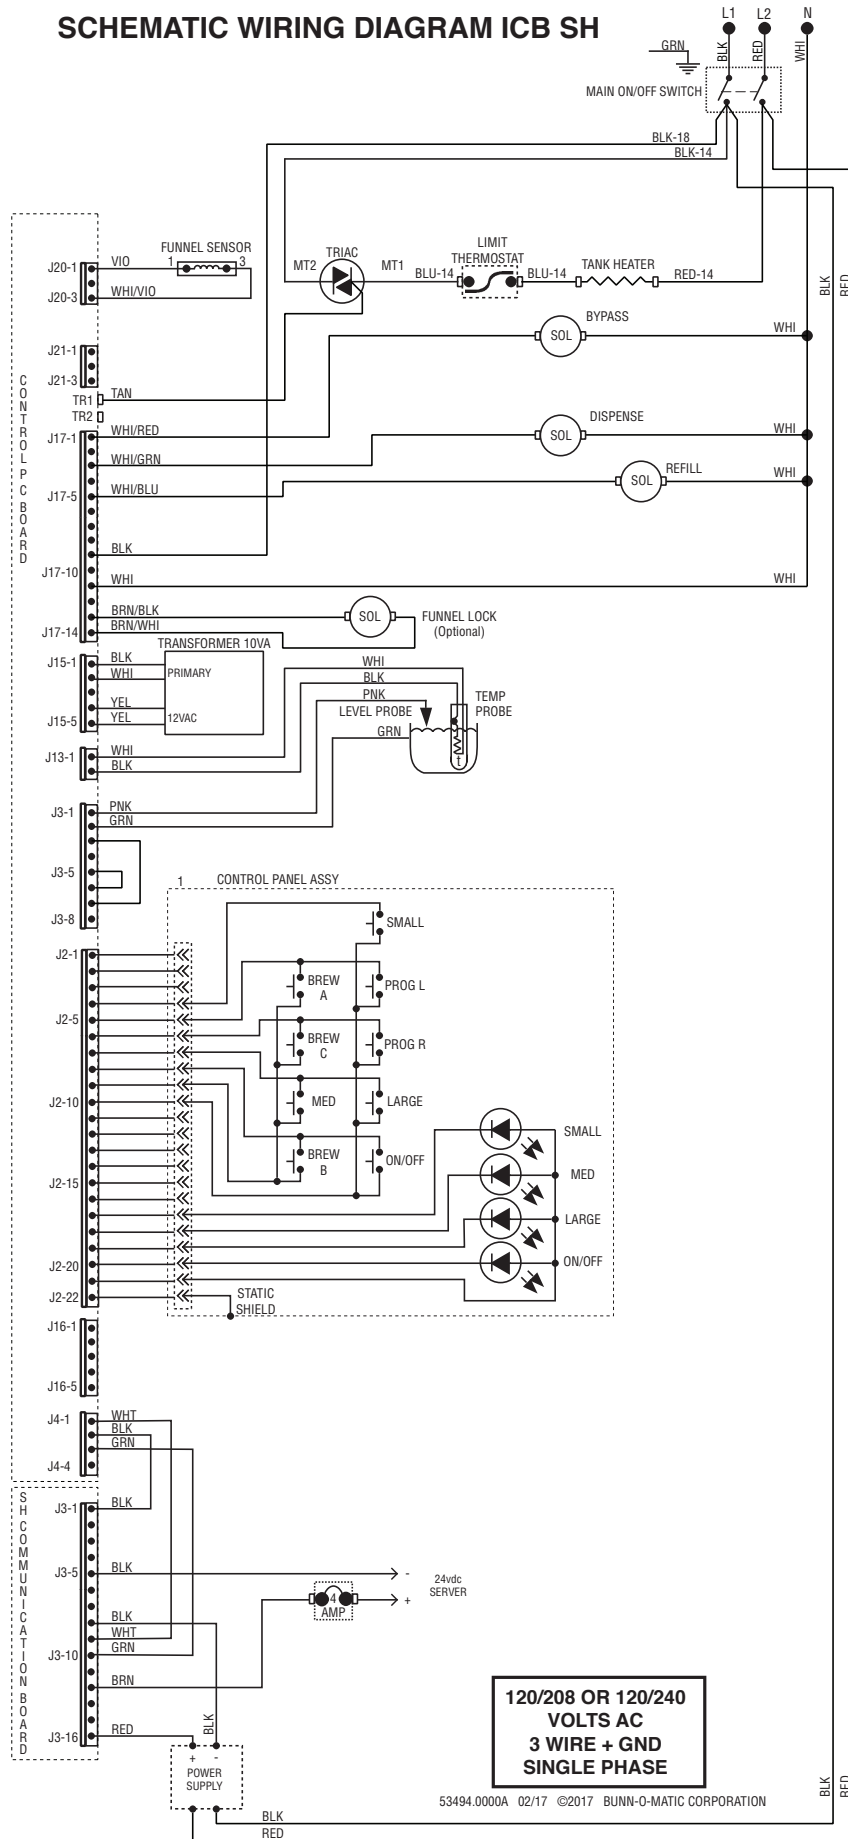 SCHEMATIC WIRING DIAGRAM ICB SH
L1 L2 N
GRN
BLK
RED
WHI
MAIN ON/OFF SWITCH
BLK-18
BLK-14
FUNNEL SENSOR
J20-1 VIO 1 3
J20-3 WHI/VIO
TRIAC
MT2 MT1
LIMIT
THERMOSTAT
BLU-14 BLU-14
TANK HEATER
RED-14
BLK
RED
BYPASS
SOL
WHI
J21-1
J21-3
TR1 TAN
TR2
CONTROL PC BOARD
J17-1 WHI/RED
DISPENSE
SOL
WHI
WHI/GRN
REFILL
SOL
WHI
J17-5 WHI/BLU
BLK
J17-10
WHI WHI
BRN/BLK
SOL
FUNNEL LOCK
(Optional)
J17-14 BRN/WHI
TRANSFORMER 10VA
J15-1 BLK
WHI
PRIMARY
YEL
12VAC
J15-5 YEL
WHI
BLK
PNK
LEVEL PROBE
TEMP
PROBE
GRN
t
J13-1 WHI
BLK
J3-1 PNK
GRN
J3-5
J3-8
1 CONTROL PANEL ASSY
SMALL
J2-1
BREW
A
PROG L
J2-5
BREW
C
PROG R
MED
LARGE
J2-10
BREW
B
ON/OFF
SMALL
MED
LARGE
ON/OFF
J2-15
J2-20
J2-22
STATIC
SHIELD
J16-1
J16-5
J4-1 WHT
BLK
GRN
J4-4
SH COMMUNICATION BOARD
J3-1 BLK
J3-5 BLK
-
24vdc
SERVER
+
4
AMP
BLK
WHT
J3-10 GRN
BRN
J3-16 RED
BLK
+ -
POWER
SUPPLY
BLK
RED
120/208 OR 120/240
VOLTS AC
3 WIRE + GND
SINGLE PHASE
53494.0000A 02/17 ©2017 BUNN-O-MATIC CORPORATION
BLK
RED